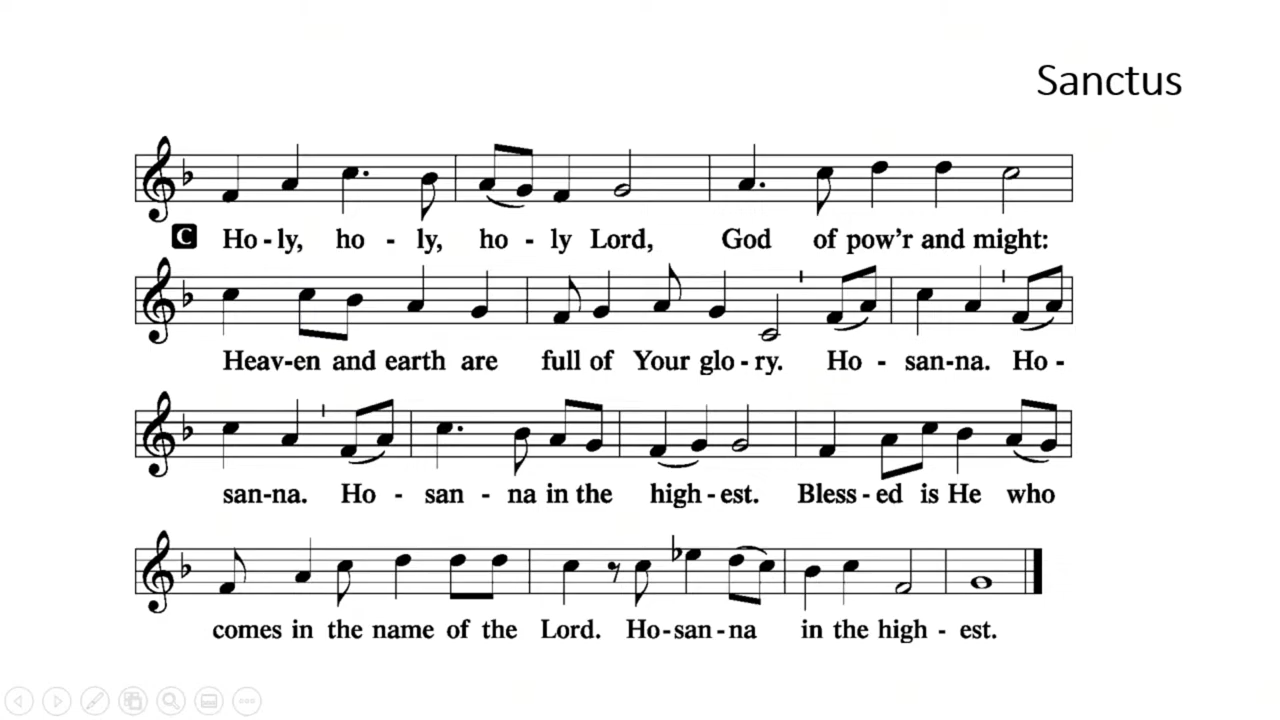 Sanctus
C Ho - ly, ho - ly, ho - ly Lord, God of pow’r and might:
Heav-en and earth are full of Your glo - ry. Ho - san-na. Ho -
san-na. Ho - san - na in the high - est. Bless - ed is He who
comes in the name of the Lord. Ho-san-na in the high - est.